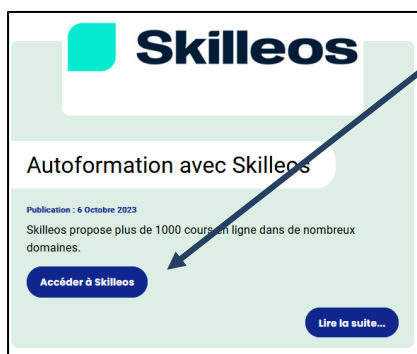 Skilleos
Autoformation avec Skilleos
Publication : 6 Octobre 2023
Skilleos propose plus de 1000 cours en ligne dans de nombreux
domaines.
Accéder à Skilleos
Lire la suite...